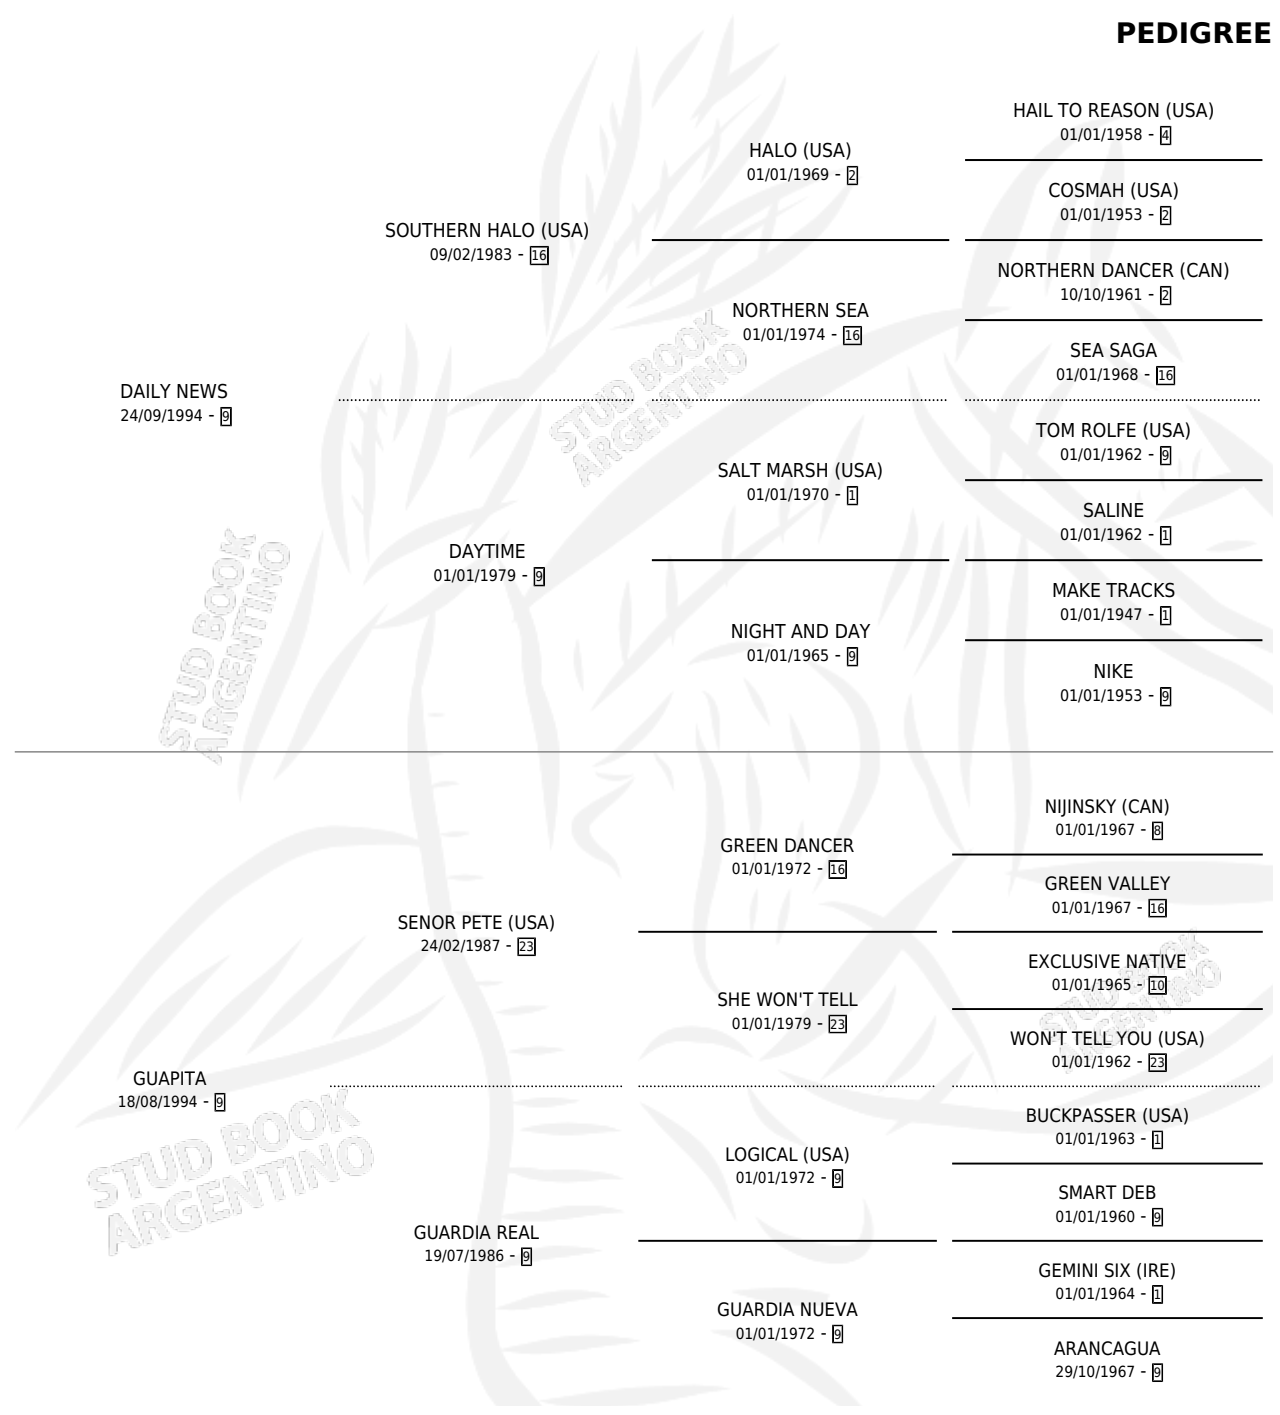 PEDIGREE
HAIL TO REASON (USA)
01/01/1958 - 4
HALO (USA)
01/01/1969 - 2
COSMAH (USA)
01/01/1953 - 2
SOUTHERN HALO (USA)
09/02/1983 - 16
NORTHERN DANCER (CAN)
10/10/1961 - 2
NORTHERN SEA
01/01/1974 - 16
SEA SAGA
01/01/1968 - 16
DAILY NEWS
24/09/1994 - 9
TOM ROLFE (USA)
01/01/1962 - 9
SALT MARSH (USA)
01/01/1970 - 1
SALINE
01/01/1962 - 1
DAYTIME
01/01/1979 - 9
MAKE TRACKS
01/01/1947 - 1
NIGHT AND DAY
01/01/1965 - 9
NIKE
01/01/1953 - 9
NIJINSKY (CAN)
01/01/1967 - 8
GREEN DANCER
01/01/1972 - 16
GREEN VALLEY
01/01/1967 - 16
SENOR PETE (USA)
24/02/1987 - 23
EXCLUSIVE NATIVE
01/01/1965 - 10
SHE WON'T TELL
01/01/1979 - 23
WON'T TELL YOU (USA)
01/01/1962 - 23
GUAPITA
18/08/1994 - 9
BUCKPASSER (USA)
01/01/1963 - 1
LOGICAL (USA)
01/01/1972 - 9
SMART DEB
01/01/1960 - 9
GUARDIA REAL
19/07/1986 - 9
GEMINI SIX (IRE)
01/01/1964 - 1
GUARDIA NUEVA
01/01/1972 - 9
ARANCAGUA
29/10/1967 - 9
STUD BOOK
ARGENTINO
STUD BOOK
ARGENTINO
STUD BOOK
ARGENTINO
STUD BOOK
ARGENTINO